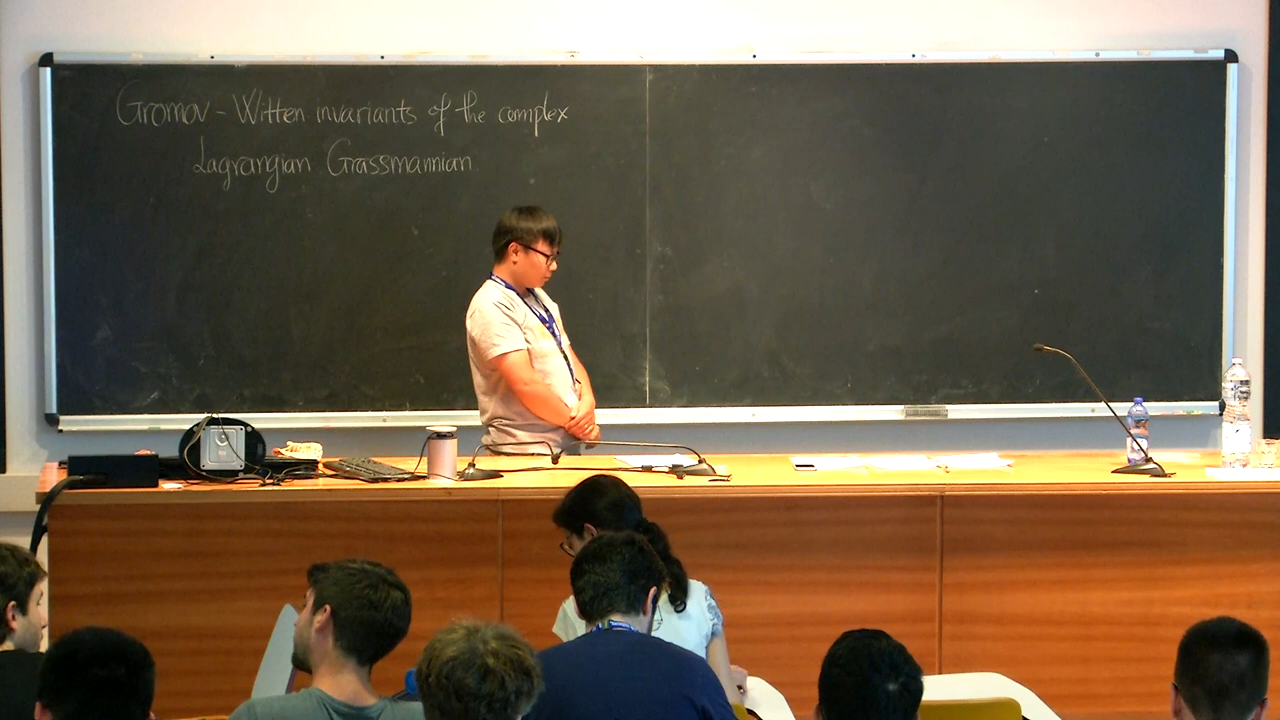 Gromov - Witten invariants of the complex
Lagrangian Grassmannian